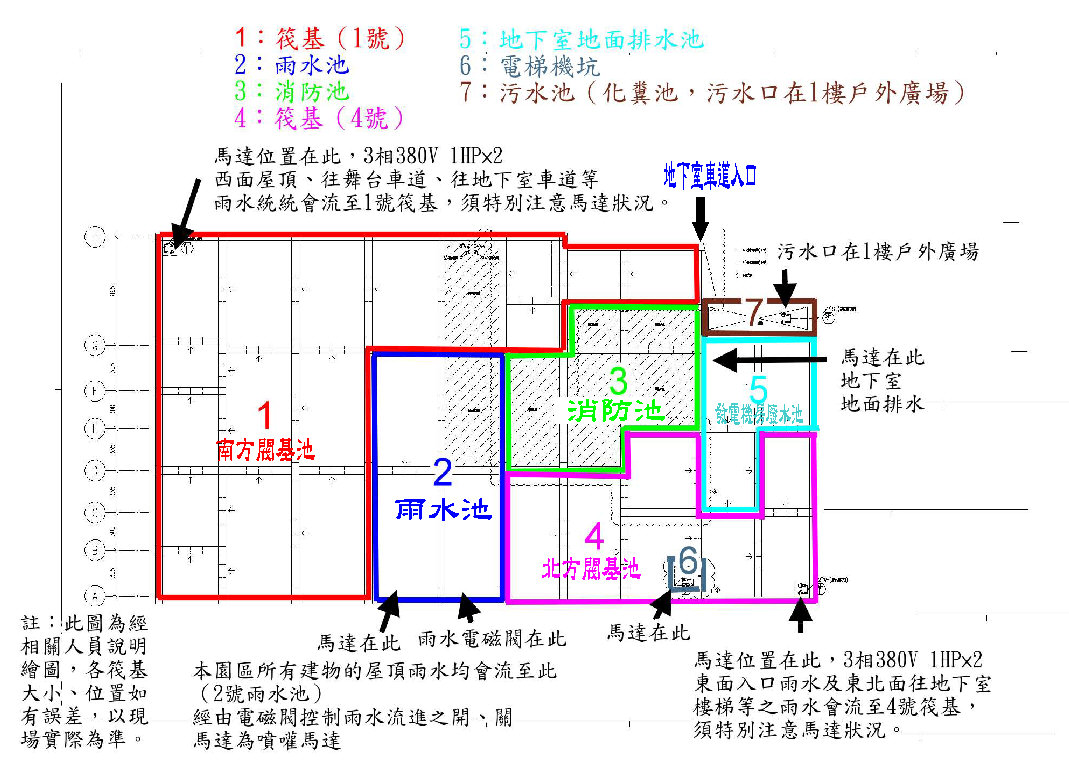 1：筏基（1號）
2：雨水池
3：消防池
4：筏基（4號）
5：地下室地面排水池
6：電梯機坑
7：污水池（化糞池，污水口在1樓戶外廣場）
馬達位置在此，3相380V 1HP×2
西面屋頂、往舞台車道、往地下室車道等
雨水統統會流至1號筏基，須特別注意馬達狀況。
地下室車道入口
污水口在1樓戶外廣場
7
馬達在此
地下室
地面排水
3
消防池
5
1
南方閥基池
2
雨水池
4
北方閥基池
6
馬達在此
雨水電磁閥在此
馬達在此
註：此圖為經
相關人員說明
繪圖，各筏基
大小、位置如
有誤差，以現
場實際為準。
本園區所有建物的屋頂雨水均會流至此
（2號雨水池）
經由電磁閥控制雨水流進之開、關
馬達為噴嚾馬達
馬達位置在此，3相380V 1HP×2
東面入口雨水及東北面往地下室
樓梯等之雨水會流至4號筏基，
須特別注意馬達狀況。